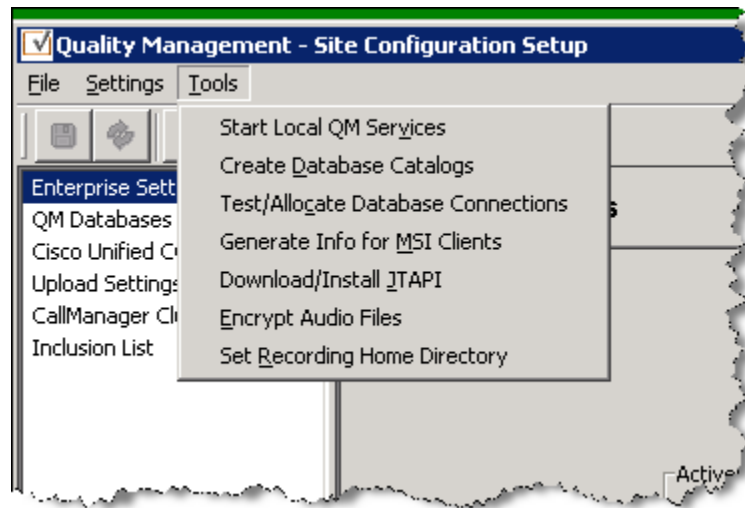 Quality Management - Site Configuration Setup
File Settings Tools
Start Local QM Services
Create Database Catalogs
Test/Allocate Database Connections
Generate Info for MSI Clients
Download/Install JTAPI
Encrypt Audio Files
Set Recording Home Directory
Enterprise Sett
QM Databases
Cisco Unified C
Upload Settings
CallManager Cl
Inclusion List
s
Active